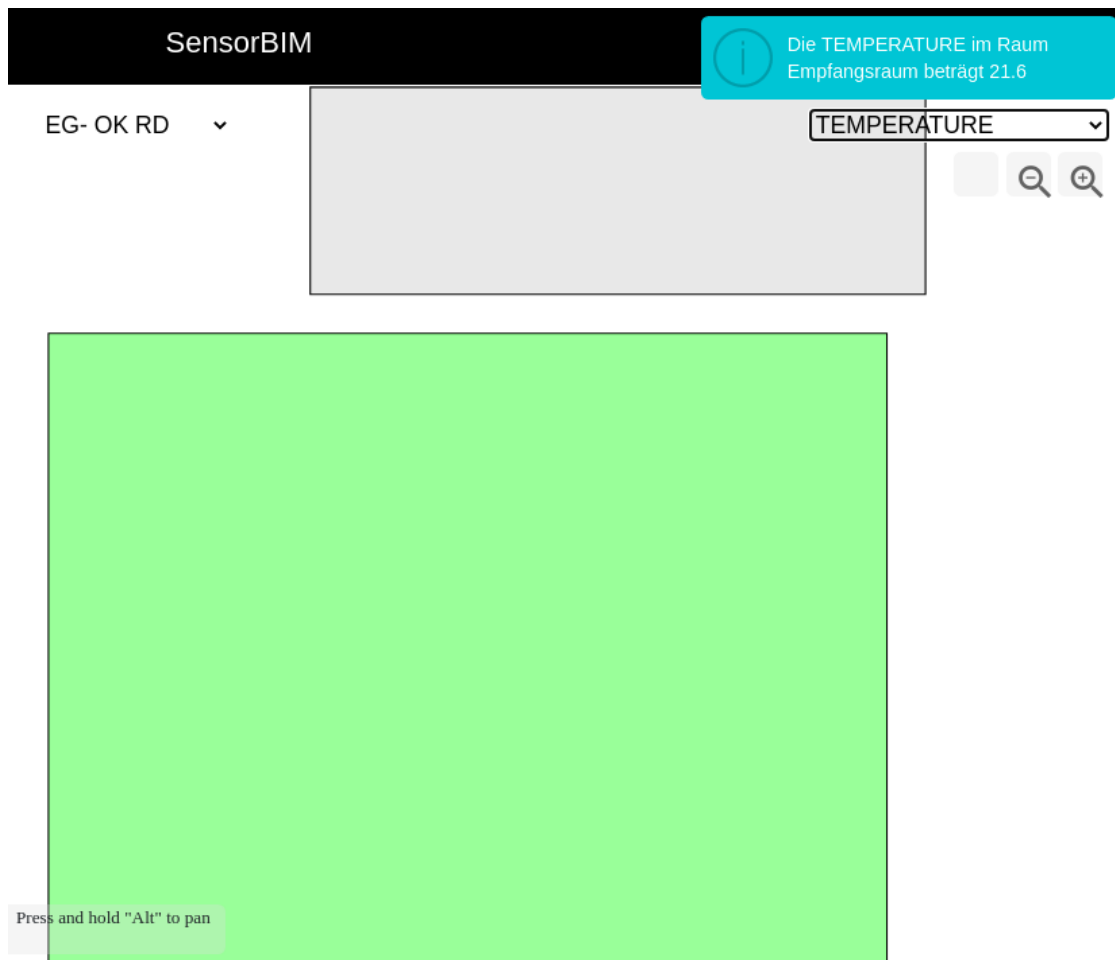 SensorBIM
Die TEMPERATURE im Raum
Empfangsraum beträgt 21.6
EG- OK RD
TEMPERATURE
Press and hold "Alt" to pan